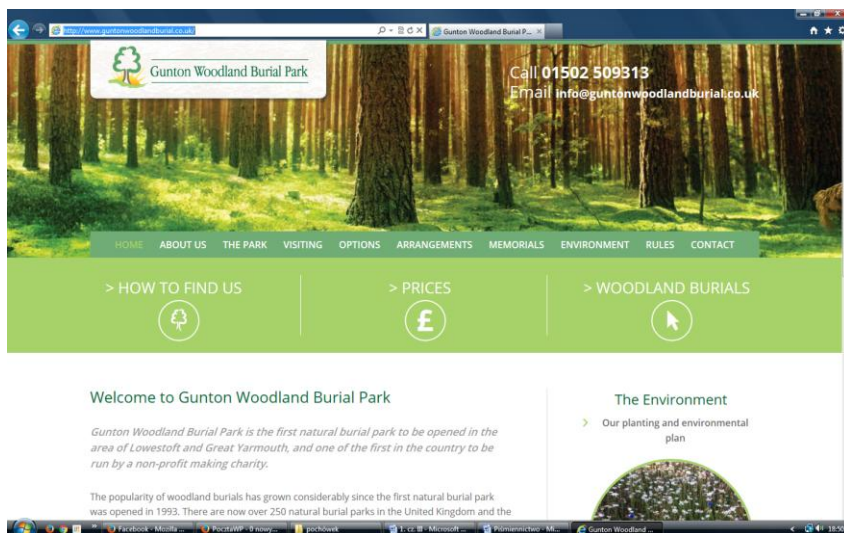 http://www.guntonwoodlandburial.co.uk/
Gunton Woodland Burial P...
Gunton Woodland Burial Park
Call 01502 509313
Email info@guntonwoodlandburial.co.uk
HOME ABOUT US THE PARK VISITING OPTIONS ARRANGEMENTS MEMORIALS ENVIRONMENT RULES CONTACT
> HOW TO FIND US > PRICES > WOODLAND BURIALS
£
Welcome to Gunton Woodland Burial Park
Gunton Woodland Burial Park is the first natural burial park to be opened in the
area of Lowestoft and Great Yarmouth, and one of the first in the country to be
run by a non-profit making charity.
The popularity of woodland burials has grown considerably since the first natural burial park
was opened in 1993. There are now over 250 natural burial parks in the United Kingdom and the
The Environment
Our planting and environmental
plan
Facebook - Mozilla ... PocztaWP - 0 nowy... pochówek 1. cz. III - Microsoft ... Piśmiennictwo - Mi... Gunton Woodland ... 18:50